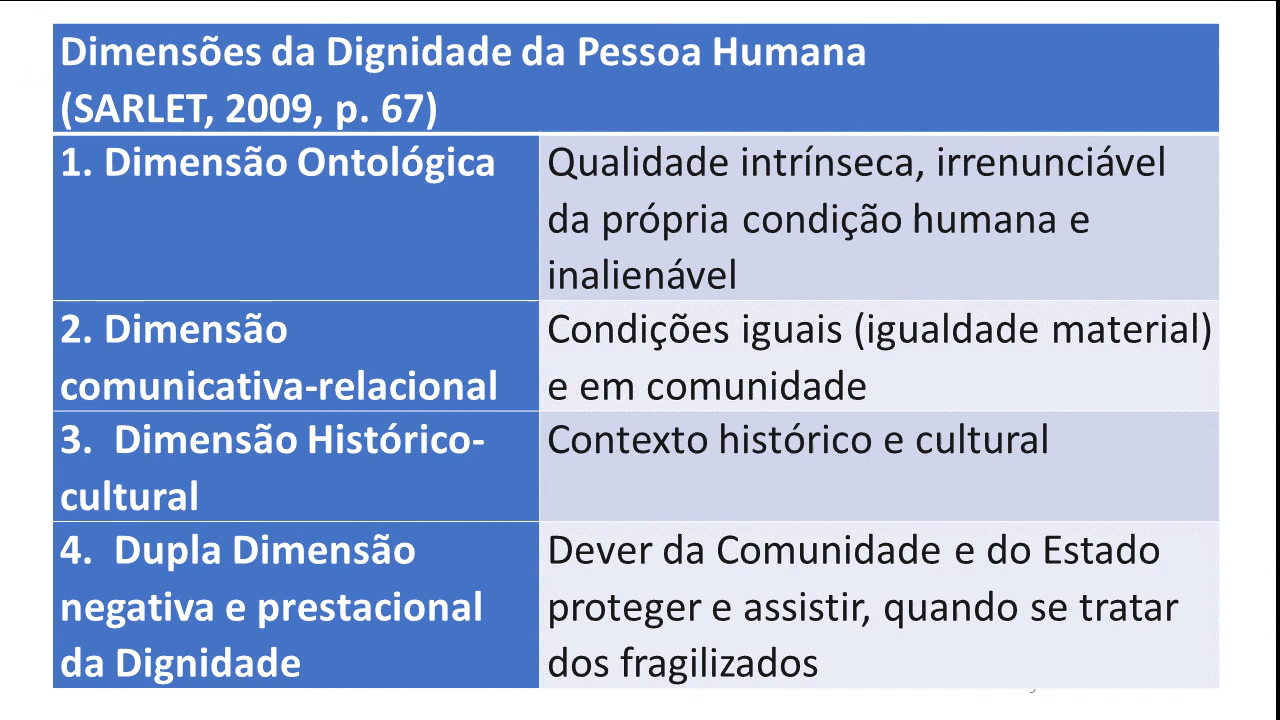 Dimensões da Dignidade da Pessoa Humana
(SARLET, 2009, p. 67)
1. Dimensão Ontológica
Qualidade intrínseca, irrenunciável
da própria condição humana e
inalienável
2. Dimensão
comunicativa-relacional
Condições iguais (igualdade material)
e em comunidade
3.  Dimensão Histórico-
cultural
Contexto histórico e cultural
4.  Dupla Dimensão
negativa e prestacional
da Dignidade
Dever da Comunidade e do Estado
proteger e assistir, quando se tratar
dos fragilizados